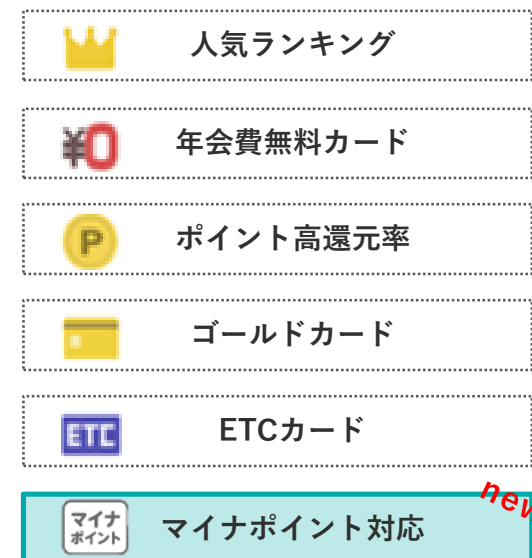 人気ランキング
¥0
年会費無料カード
P
ポイント高還元率
ゴールドカード
ETC
ETCカード
new
マイナ
ポイント
マイナポイント対応